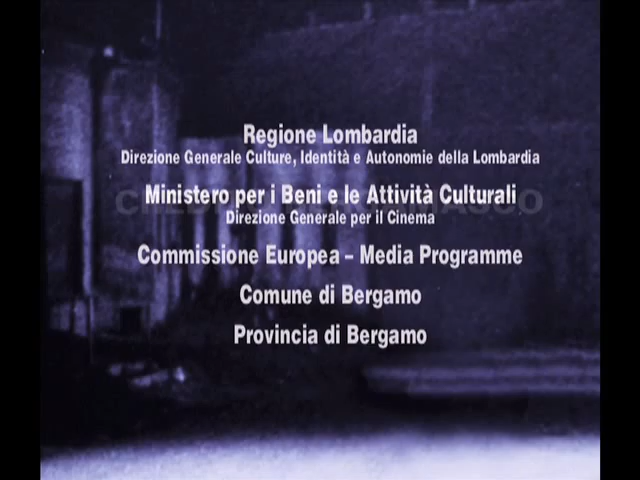 Regione Lombardia
Direzione Generale Culture, Identità e Autonomie della Lombardia
Ministero per i Beni e le Attività Culturali
Direzione Generale per il Cinema
Commissione Europea – Media Programme
Comune di Bergamo
Provincia di Bergamo